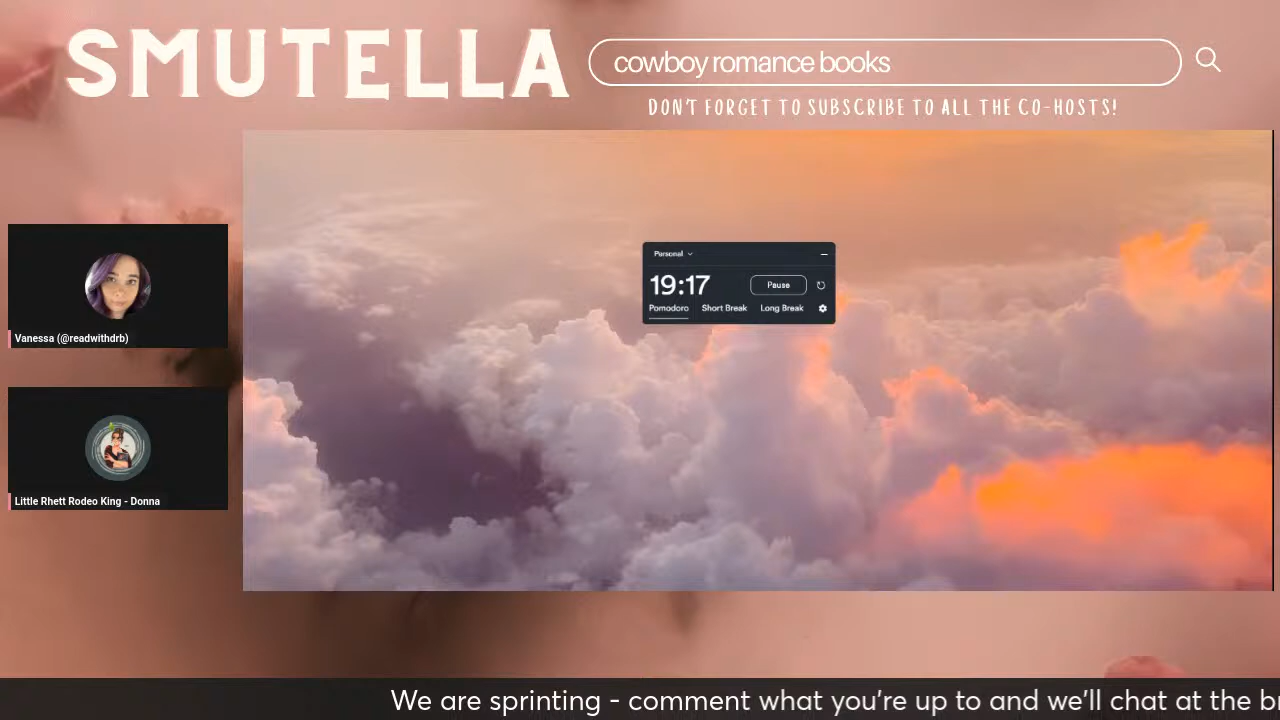 SMUTELLA
cowboy romance books
DON'T FORGET TO SUBSCRIBE TO ALL THE CO-HOSTS!
Personal
19:17
Pause
Pomodoro Short Break Long Break
Vanessa (@readwithdrb)
Little Rhett Rodeo King - Donna
We are sprinting - comment what you're up to and we'll chat at the